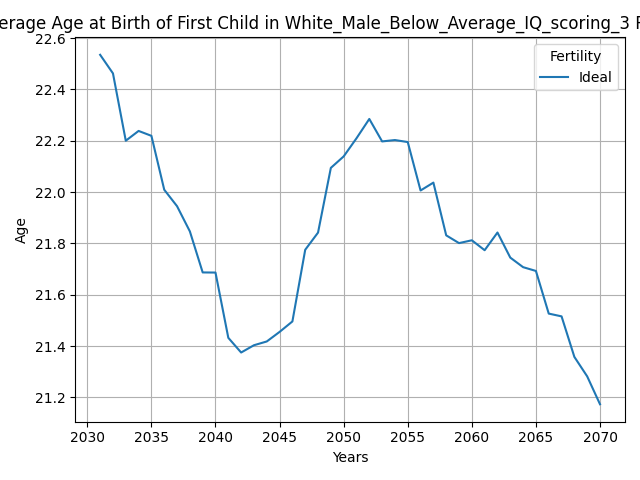 erage Age at Birth of First Child in White_Male_Below_Average_IQ_scoring_3
Fertility
Ideal
22.6
22.4
22.2
22.0
21.8
21.6
21.4
21.2
Age
2030 2035 2040 2045 2050 2055 2060 2065 2070
Years